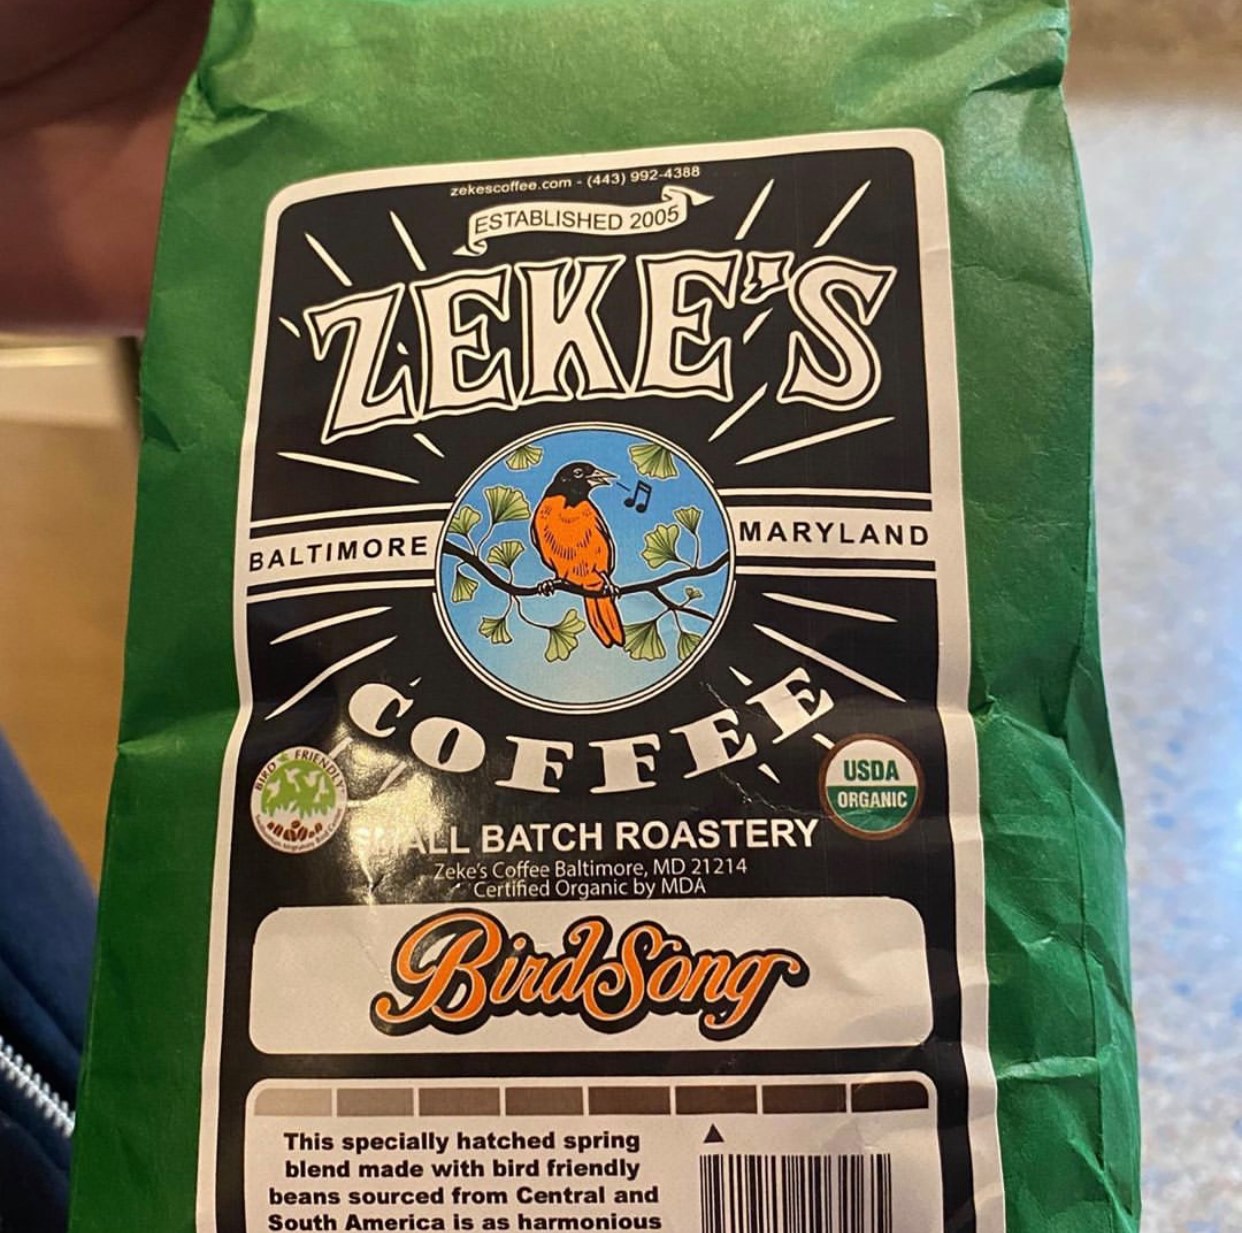 zekescoffee.com - (443) 992-4388
ESTABLISHED 2005
ZEKE'S
BALTIMORE
MARYLAND
COFFEE
BIRD FRIENDLY
USDA
ORGANIC
SMALL BATCH ROASTERY
Zeke's Coffee Baltimore, MD 21214
Certified Organic by MDA
BirdSong
This specially hatched spring
blend made with bird friendly
beans sourced from Central and
South America is as harmonious